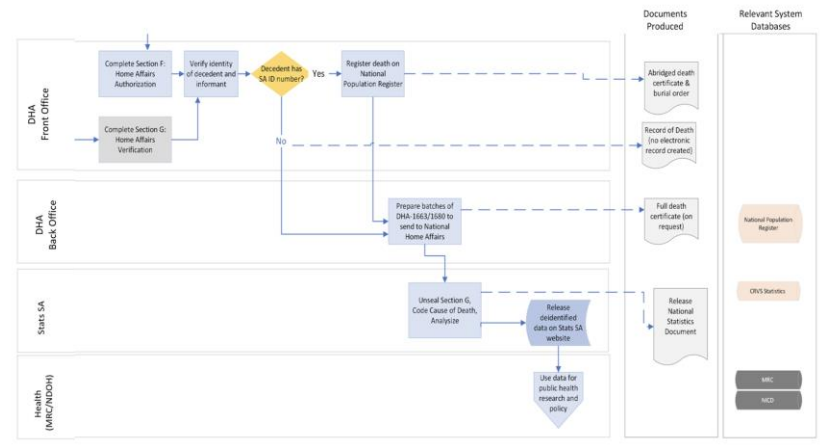 Documents
Produced
Relevant System
Databases
DHA
Front Office
Complete Section F:
Home Affairs
Authorization
Verify identity
of decedent and
informant
Decedent has
SA ID number?
Yes
Register death on
National
Population Register
Abridged death
certificate &
burial order
Complete Section G:
Home Affairs
Verification
No
Record of Death
(no electronic
record created)
DHA
Back Office
Prepare batches of
DHA-1663/1680 to
send to National
Home Affairs
Full death
certificate (on
request)
National Population
Register
Stats SA
Unseal Section G,
Code Cause of Death,
Analysize
Release
deidentified
data on Stats SA
website
Release
National
Statistics
Document
CRVS Statistics
Health
(MRC/NDOH)
Use data for
public health
research and
policy
MRC
NICD